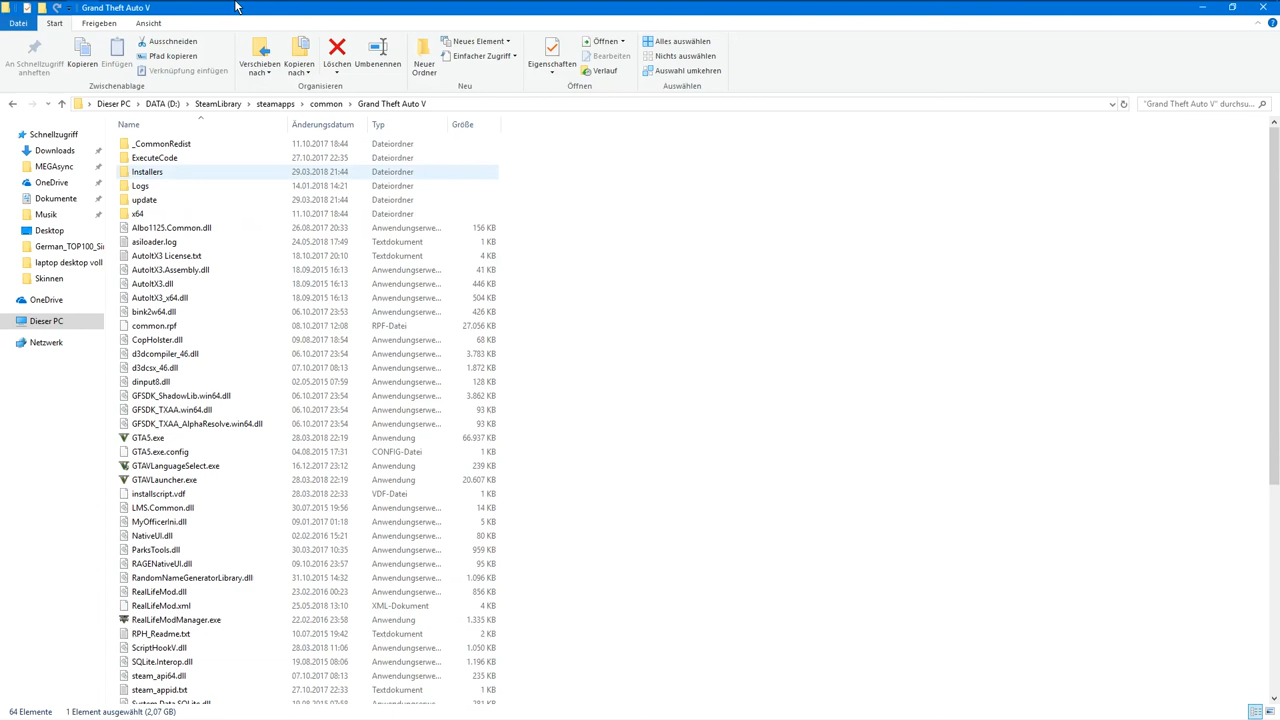 Grand Theft Auto V
Datei Start Freigeben Ansicht
An Schnellzugriff anheften
Kopieren
Einfügen
Ausschneiden
Pfad kopieren
Verknüpfung einfügen
Zwischenablage
Verschieben nach
Kopieren nach
Löschen
Umbenennen
Organisieren
Neuer Ordner
Neues Element
Einfacher Zugriff
Neu
Eigenschaften
Öffnen
Bearbeiten
Verlauf
Öffnen
Alles auswählen
Nichts auswählen
Auswahl umkehren
Auswählen
Dieser PC > DATA (D:) > SteamLibrary > steamapps > common > Grand Theft Auto V
"Grand Theft Auto V" durchsu...
Schnellzugriff
Downloads
MEGAsync
OneDrive
Dokumente
Musik
Desktop
German_TOP100_Si
laptop desktop voll
Skinnen
OneDrive
Dieser PC
Netzwerk
Name Änderungsdatum Typ Größe
_CommonRedist 11.10.2017 18:44 Dateiordner
ExecuteCode 27.10.2017 22:35 Dateiordner
Installers 29.03.2018 21:44 Dateiordner
Logs 14.01.2018 14:21 Dateiordner
update 29.03.2018 21:44 Dateiordner
x64 11.10.2017 18:44 Dateiordner
Albo1125.Common.dll 26.08.2017 20:33 Anwendungserwe... 156 KB
asiloader.log 24.05.2018 17:49 Textdokument 1 KB
AutoItX3 License.txt 18.10.2017 20:10 Textdokument 4 KB
AutoItX3.Assembly.dll 18.09.2015 16:13 Anwendungserwe... 41 KB
AutoItX3.dll 18.09.2015 16:13 Anwendungserwe... 446 KB
AutoItX3_x64.dll 18.09.2015 16:13 Anwendungserwe... 504 KB
bink2w64.dll 06.10.2017 23:53 Anwendungserwe... 426 KB
common.rpf 08.10.2017 12:08 RPF-Datei 27.056 KB
CopHolster.dll 09.08.2017 18:54 Anwendungserwe... 68 KB
d3dcompiler_46.dll 06.10.2017 23:54 Anwendungserwe... 3.783 KB
d3dcsx_46.dll 07.10.2017 08:13 Anwendungserwe... 1.872 KB
dinput8.dll 02.05.2015 07:59 Anwendungserwe... 128 KB
GFSDK_ShadowLib.win64.dll 06.10.2017 23:54 Anwendungserwe... 3.862 KB
GFSDK_TXAA.win64.dll 06.10.2017 23:54 Anwendungserwe... 93 KB
GFSDK_TXAA_AlphaResolve.win64.dll 06.10.2017 23:54 Anwendungserwe... 93 KB
GTA5.exe 28.03.2018 22:19 Anwendung 66.937 KB
GTA5.exe.config 04.08.2015 17:31 CONFIG-Datei 1 KB
GTAVLanguageSelect.exe 16.12.2017 23:12 Anwendung 239 KB
GTAVLauncher.exe 28.03.2018 22:19 Anwendung 20.607 KB
installscript.vdf 28.03.2018 22:33 VDF-Datei 1 KB
LMS.Common.dll 30.07.2015 19:56 Anwendungserwe... 14 KB
MyOfficerIni.dll 09.01.2017 01:18 Anwendungserwe... 5 KB
NativeUI.dll 02.02.2016 15:21 Anwendungserwe... 80 KB
ParksTools.dll 30.03.2017 10:35 Anwendungserwe... 959 KB
RAGENativeUI.dll 09.10.2016 23:57 Anwendungserwe... 95 KB
RandomNameGeneratorLibrary.dll 31.10.2015 14:32 Anwendungserwe... 1.096 KB
RealLifeMod.dll 23.02.2016 00:23 Anwendungserwe... 856 KB
RealLifeMod.xml 25.05.2018 13:10 XML-Dokument 4 KB
RealLifeModManager.exe 22.02.2016 23:58 Anwendung 1.335 KB
RPH_Readme.txt 10.07.2015 19:42 Textdokument 2 KB
ScriptHookV.dll 28.03.2018 11:06 Anwendungserwe... 1.050 KB
SQLite.Interop.dll 19.08.2015 08:06 Anwendungserwe... 1.196 KB
steam_api64.dll 07.10.2017 08:13 Anwendungserwe... 235 KB
steam_appid.txt 27.10.2017 22:33 Textdokument 1 KB
System.Data.SQLite.dll 19.08.2015 07:58 Anwendungserwe... 281 KB
64 Elemente 1 Element ausgewählt (2,07 GB)